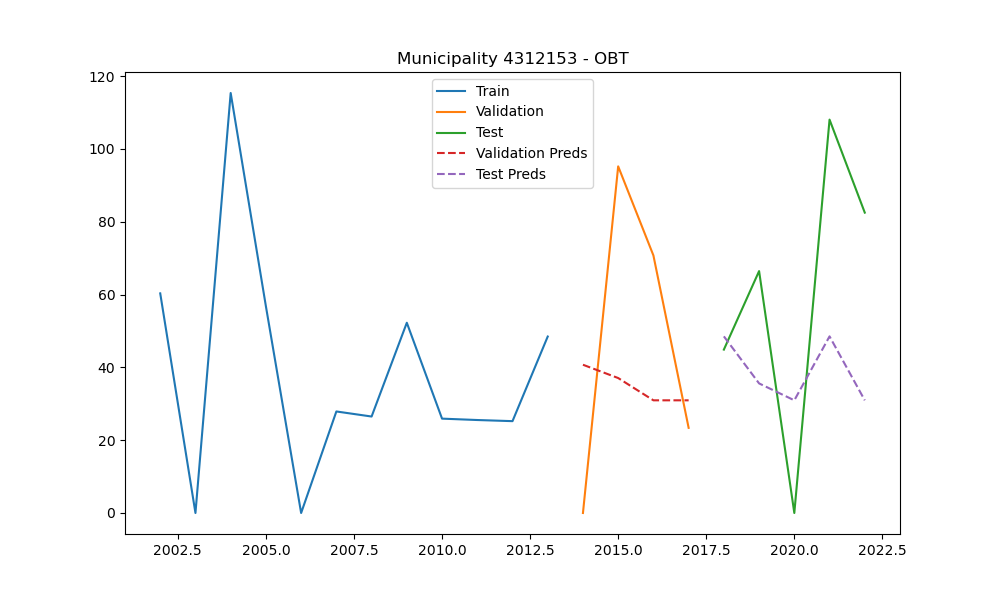 Municipality 4312153 - OBT
Train
Validation
Test
Validation Preds
Test Preds
120
100
80
60
40
20
0
2002.5 2005.0 2007.5 2010.0 2012.5 2015.0 2017.5 2020.0 2022.5